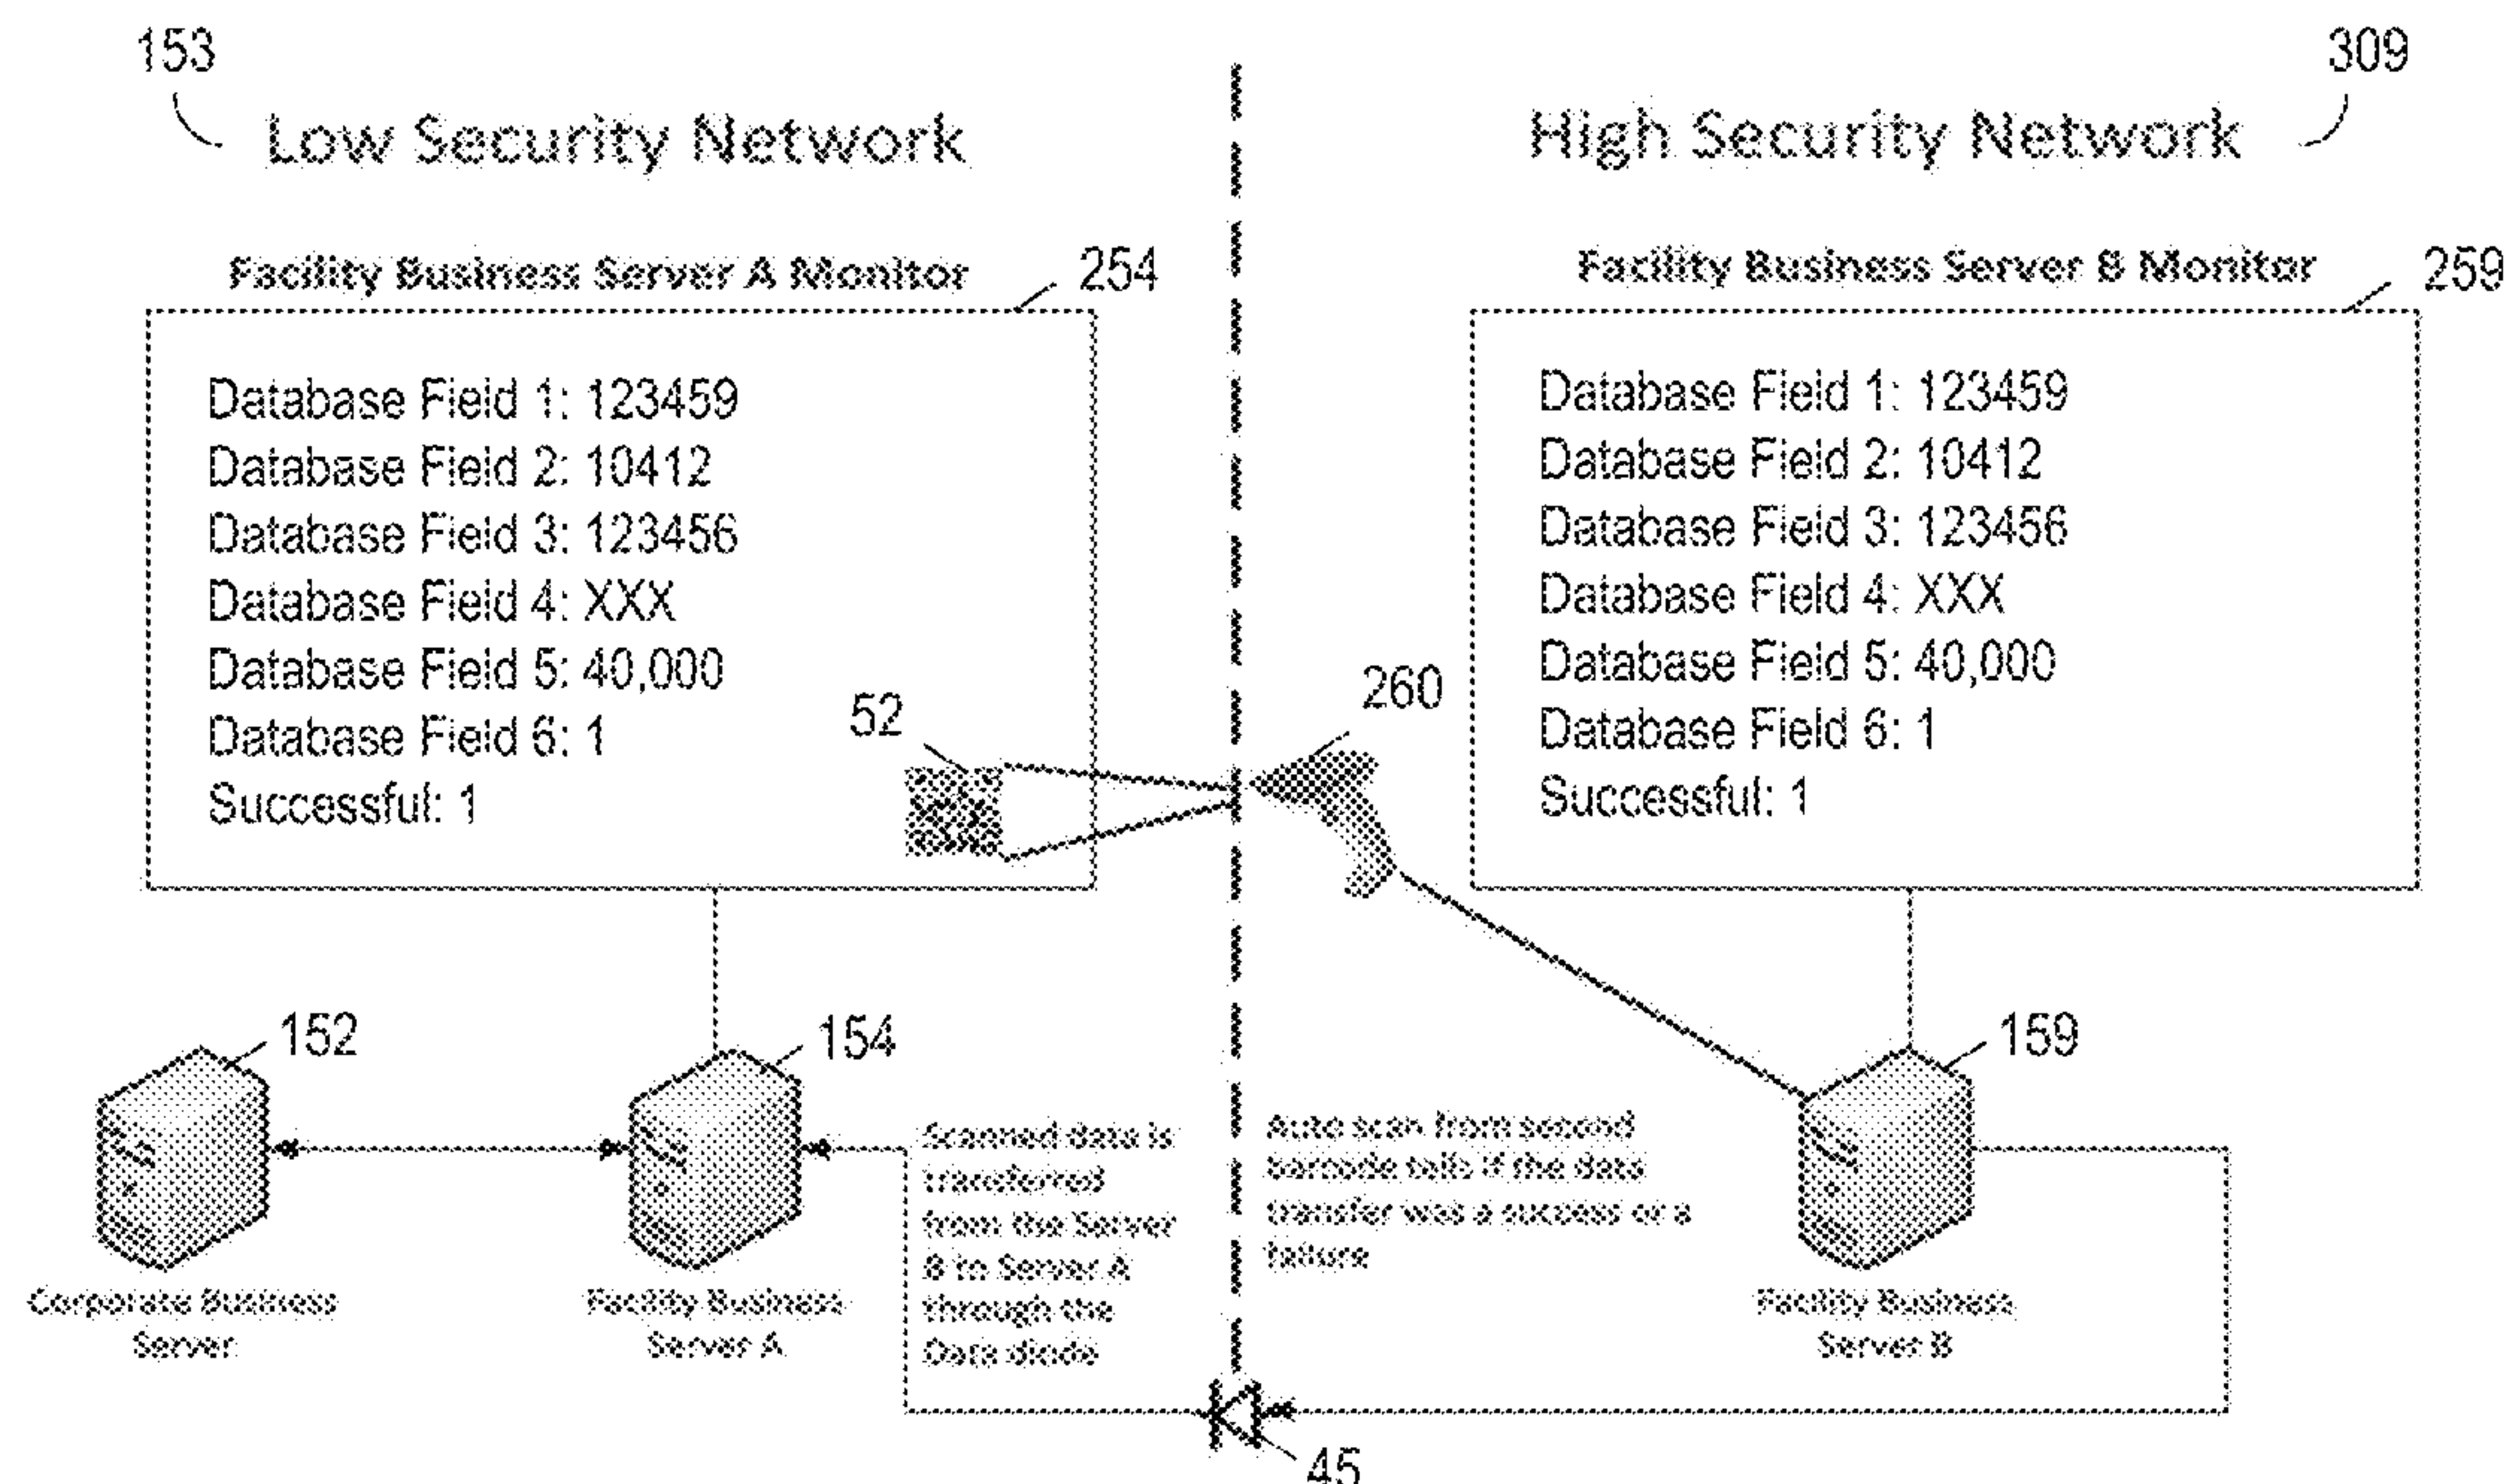 153
309
Low Security Network
High Security Network
Facility Business Server A Monitor
254
Facility Business Server B Monitor
259
Database Field 1: 123459
Database Field 2: 10412
Database Field 3: 123456
Database Field 4: XXX
Database Field 5: 40,000
Database Field 6: 1
Successful: 1
52
260
Database Field 1: 123459
Database Field 2: 10412
Database Field 3: 123456
Database Field 4: XXX
Database Field 5: 40,000
Database Field 6: 1
Successful: 1
152
154
159
Corporate Business
Server
Facility Business
Server A
Scanned data is
transferred
from the Server
B to Server A
through the
Data diode
Auto scan from second
barcode tells if the data
transfer was a success or a
failure
Facility Business
Server B
45